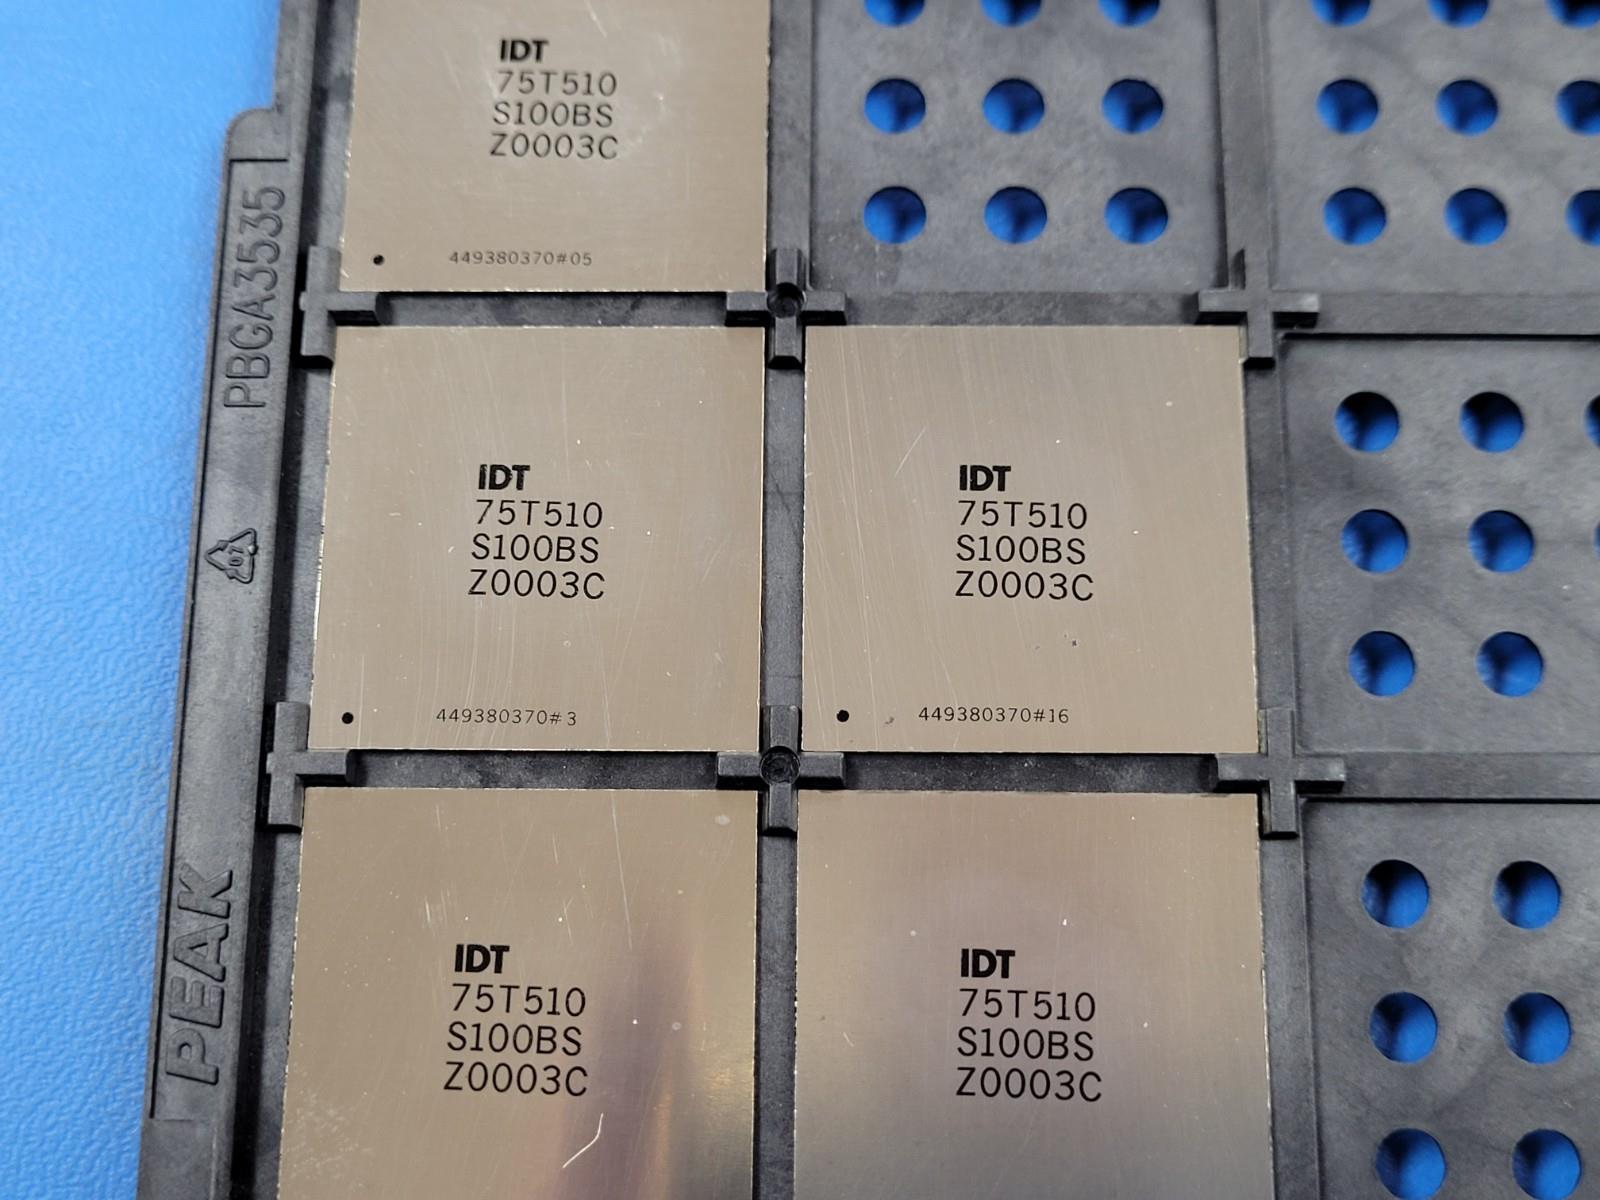 IDT
75T510
S100BS
Z0003C
449380370#05
PBGA3535
IDT
75T510
S100BS
Z0003C
449380370#3
IDT
75T510
S100BS
Z0003C
449380370#16
07
PEAK
IDT
75T510
S100BS
Z0003C
IDT
75T510
S100BS
Z0003C